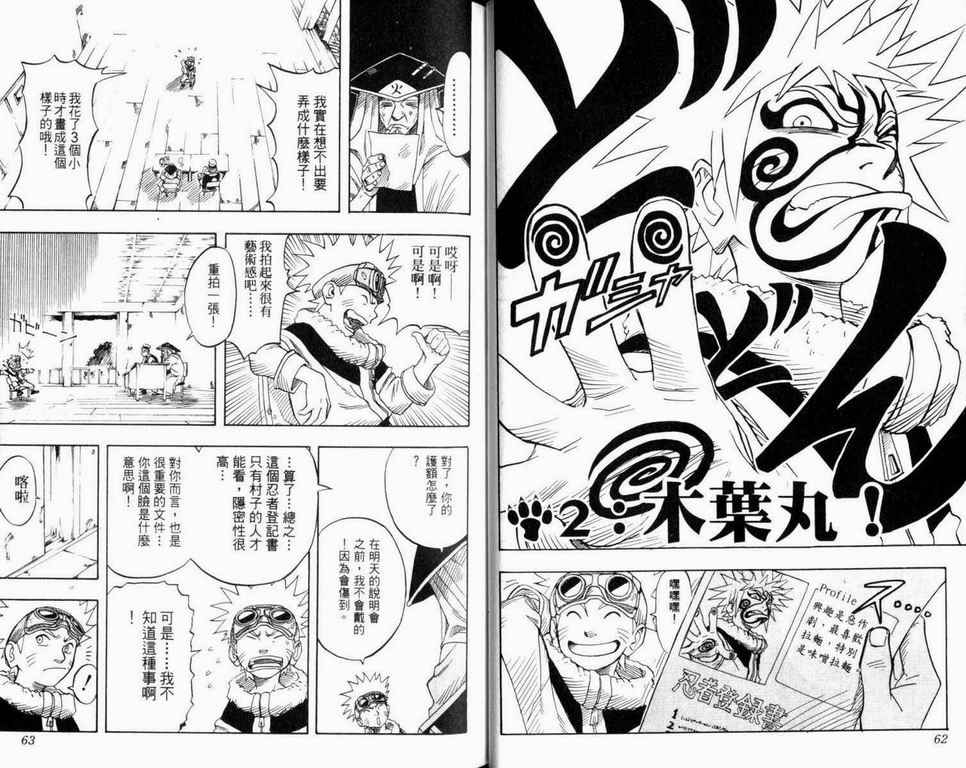 ど
ど
ん
ガシャ
2：木葉丸！
嘿嘿嘿！
ス
Profile
興趣是惡作
劇、最喜歡
拉麵，特別
是味噌拉麵。
忍者登錄書
1
2
62
…………
我實在想不出要
弄成什麼樣子！
我花了3個小
時才畫成這個
樣子的哦！
哎呀
可是啊！
可是啊！
我拍起來很有
藝術感吧……
重拍一張！
對了，你的
護額怎麼了
？
在明天的說明會
之前，我不會戴的
！因為會傷到。
…算了…總之…
這個忍者登記書
只有村子的人才
能看，隱密性很
高…
對你而言，也是
很重要的文件…
你這個臉是什麼
意思啊！
可是……我不
知道這種事啊
！
喀啦
！
火
63